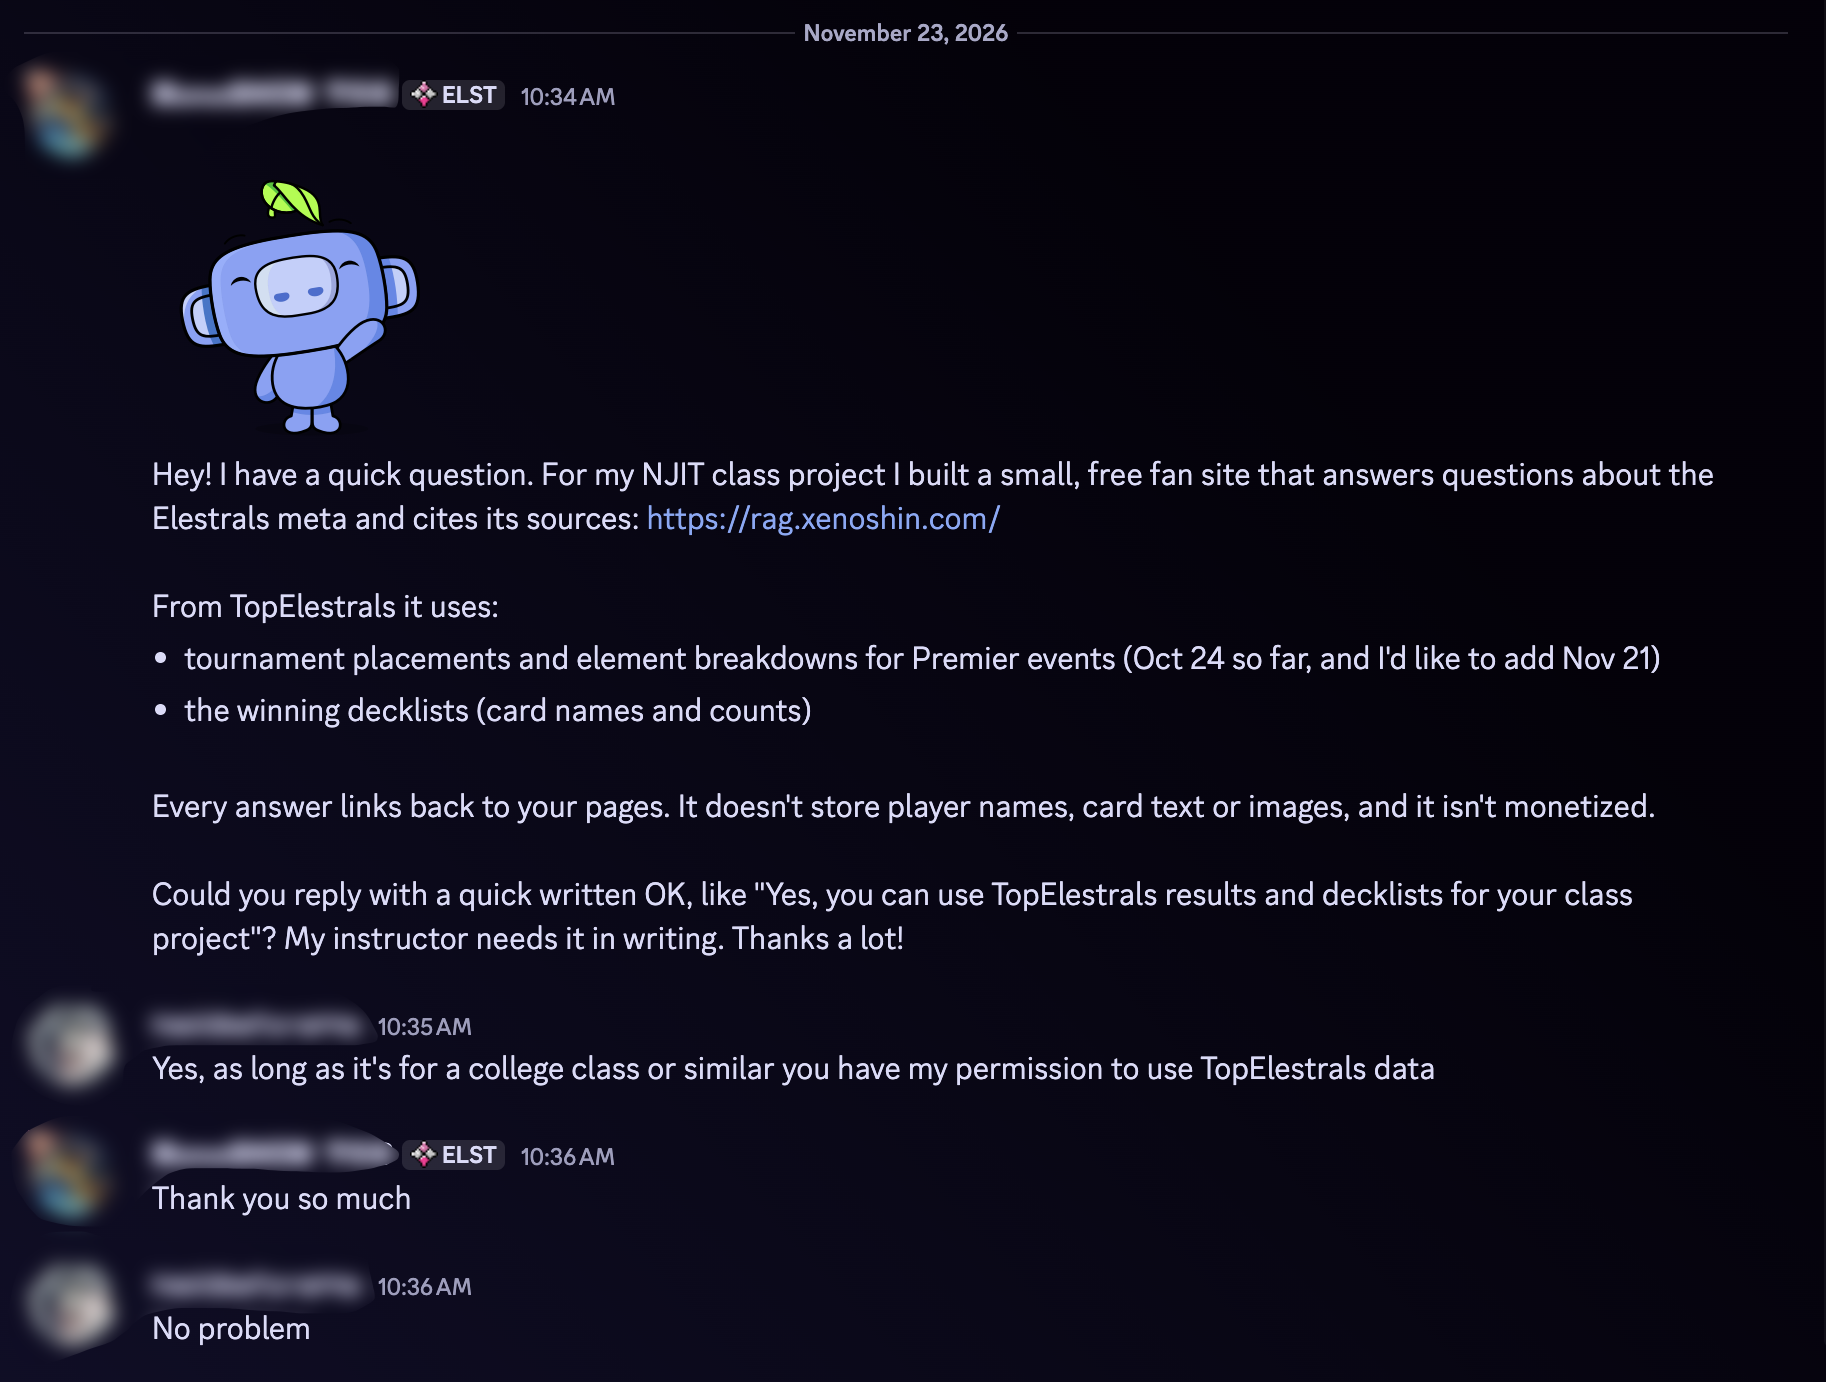 November 23, 2026
ELST 10:34 AM
Hey! I have a quick question. For my NJIT class project I built a small, free fan site that answers questions about the
Elestrals meta and cites its sources: https://rag.xenoshin.com/
From TopElestrals it uses:
• tournament placements and element breakdowns for Premier events (Oct 24 so far, and I'd like to add Nov 21)
• the winning decklists (card names and counts)
Every answer links back to your pages. It doesn't store player names, card text or images, and it isn't monetized.
Could you reply with a quick written OK, like "Yes, you can use TopElestrals results and decklists for your class
project"? My instructor needs it in writing. Thanks a lot!
10:35 AM
Yes, as long as it's for a college class or similar you have my permission to use TopElestrals data
ELST 10:36 AM
Thank you so much
10:36 AM
No problem